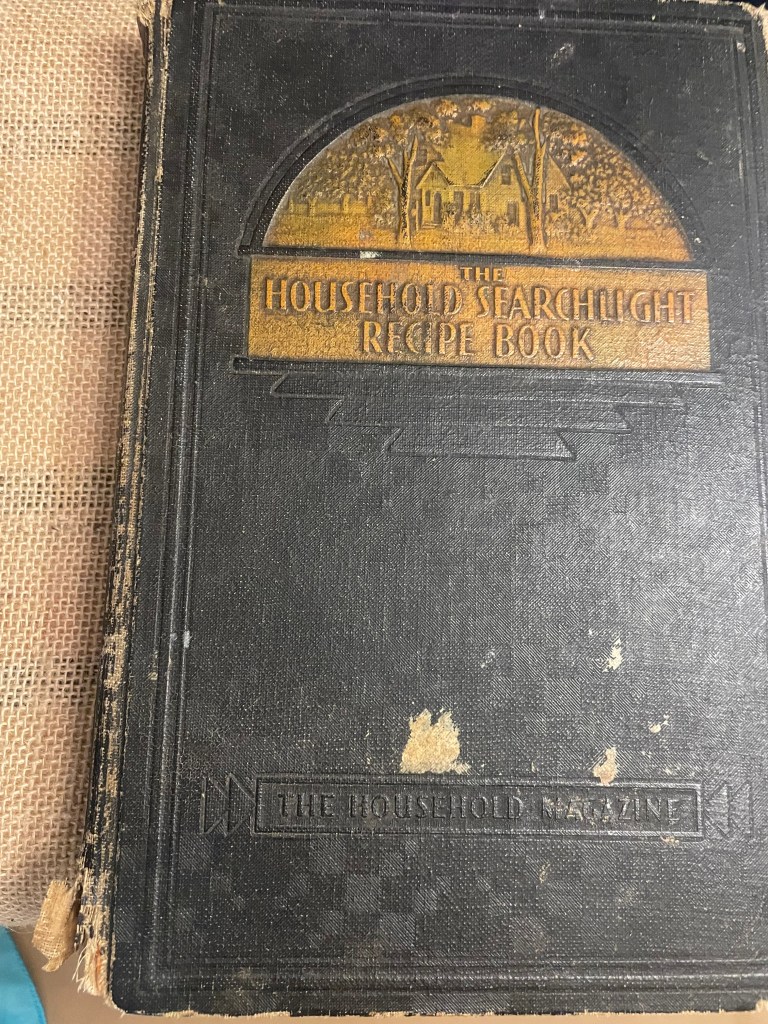 THE
HOUSEHOLD SEARCHLIGHT
RECIPE BOOK
THE HOUSEHOLD MAGAZINE